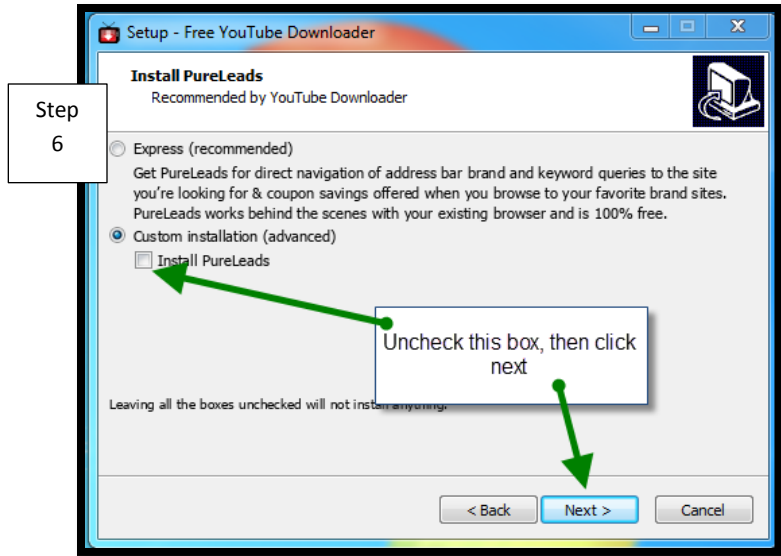 Setup - Free YouTube Downloader
Install PureLeads
Recommended by YouTube Downloader
Step
6
Express (recommended)
Get PureLeads for direct navigation of address bar brand and keyword queries to the site
you're looking for & coupon savings offered when you browse to your favorite brand sites.
PureLeads works behind the scenes with your existing browser and is 100% free.
Custom installation (advanced)
Install PureLeads
Uncheck this box, then click
next
Leaving all the boxes unchecked will not install anything.
< Back
Next >
Cancel